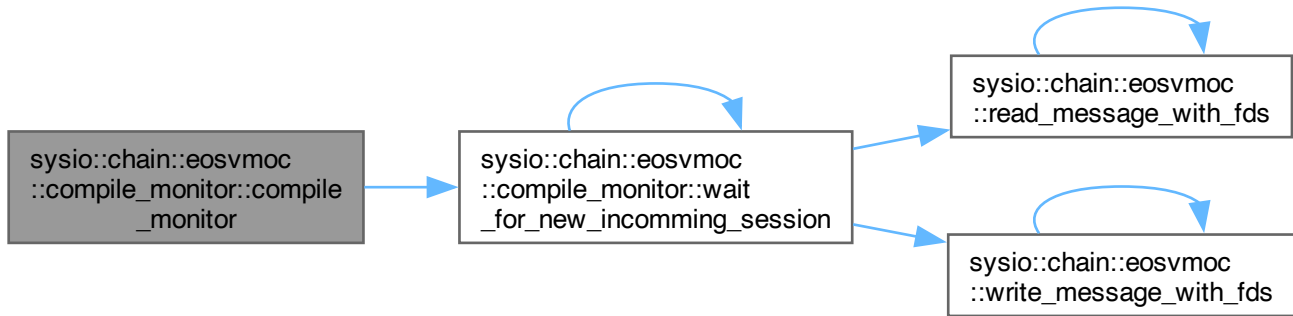 sysio::chain::eosvmoc
::compile_monitor::compile
_monitor
sysio::chain::eosvmoc
::compile_monitor::wait
_for_new_incomming_session
sysio::chain::eosvmoc
::read_message_with_fds
sysio::chain::eosvmoc
::write_message_with_fds